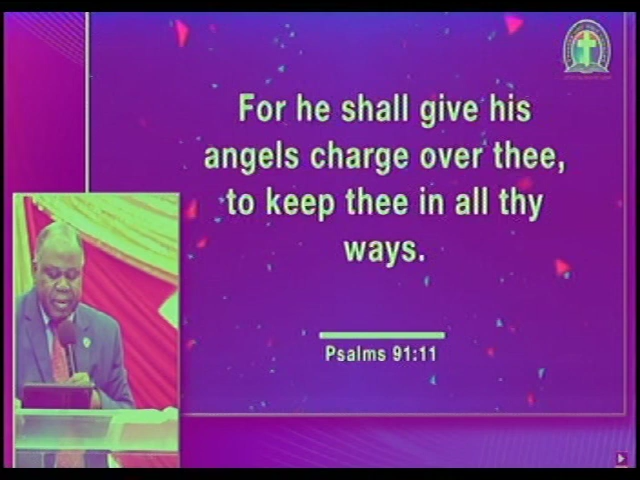 For he shall give his
angels charge over thee,
to keep thee in all thy
ways.
Psalms 91:11